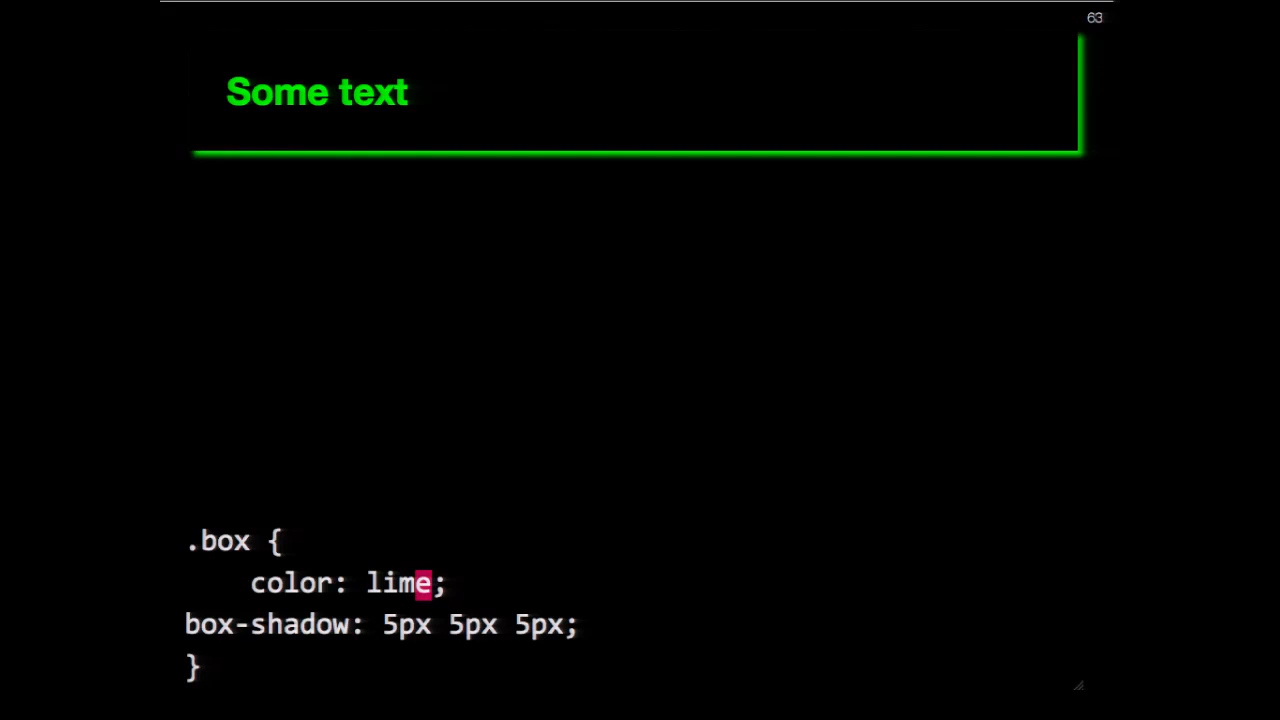 63
Some text
.box {
    color: lime;
box-shadow: 5px 5px 5px;
}